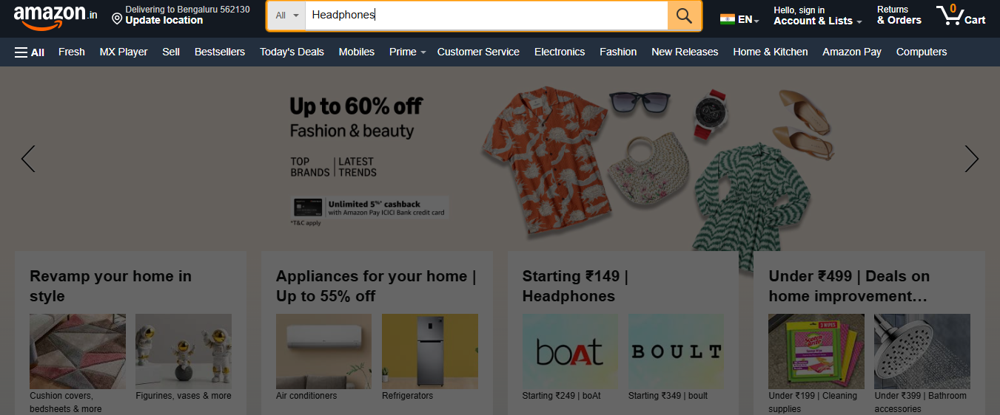 amazon.in
Delivering to Bengaluru 562130
Update location
All
Headphones
EN
Hello, sign in
Account & Lists
Returns
& Orders
0
Cart
All
Fresh
MX Player
Sell
Bestsellers
Today's Deals
Mobiles
Prime
Customer Service
Electronics
Fashion
New Releases
Home & Kitchen
Amazon Pay
Computers
Up to 60% off
Fashion & beauty
TOP
BRANDS
LATEST
TRENDS
Unlimited 5%* cashback
with Amazon Pay ICICI Bank credit card
*T&C apply
Revamp your home in
style
Cushion covers,
bedsheets & more
Figurines, vases & more
Appliances for your home |
Up to 55% off
Air conditioners
Refrigerators
Starting ₹149 |
Headphones
boAt
BOULT
Starting ₹249 | boAt
Starting ₹349 | boult
Under ₹499 | Deals on
home improvement…
3 WIPES
Scotch
Brite
Under ₹199 | Cleaning
supplies
Under ₹399 | Bathroom
accessories